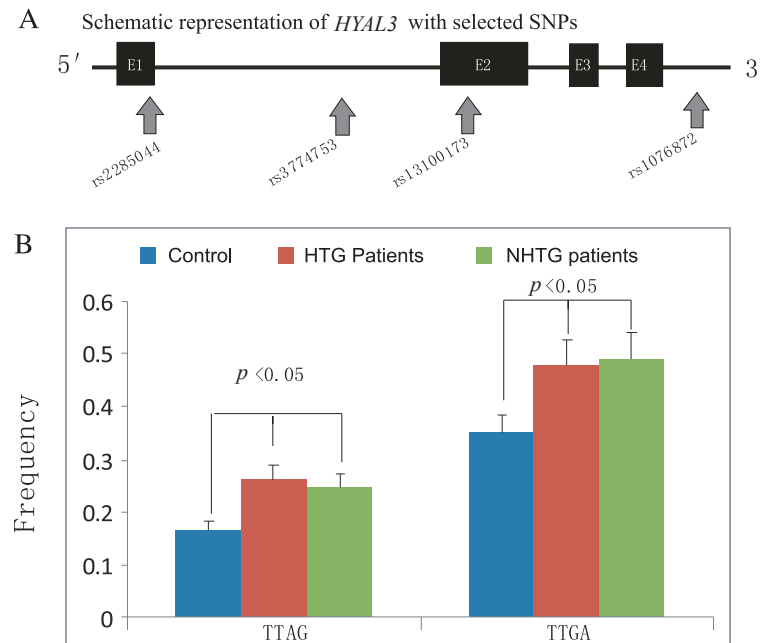 A
Schematic representation of HYAL3 with selected SNPs
5′ E1 E2 E3 E4 3
rs2285044 rs3774753 rs13100173 rs1076872
B
Control HTG Patients NHTG patients
p <0.05
p <0.05
Frequency
0.6
0.5
0.4
0.3
0.2
0.1
0
TTAG TTGA